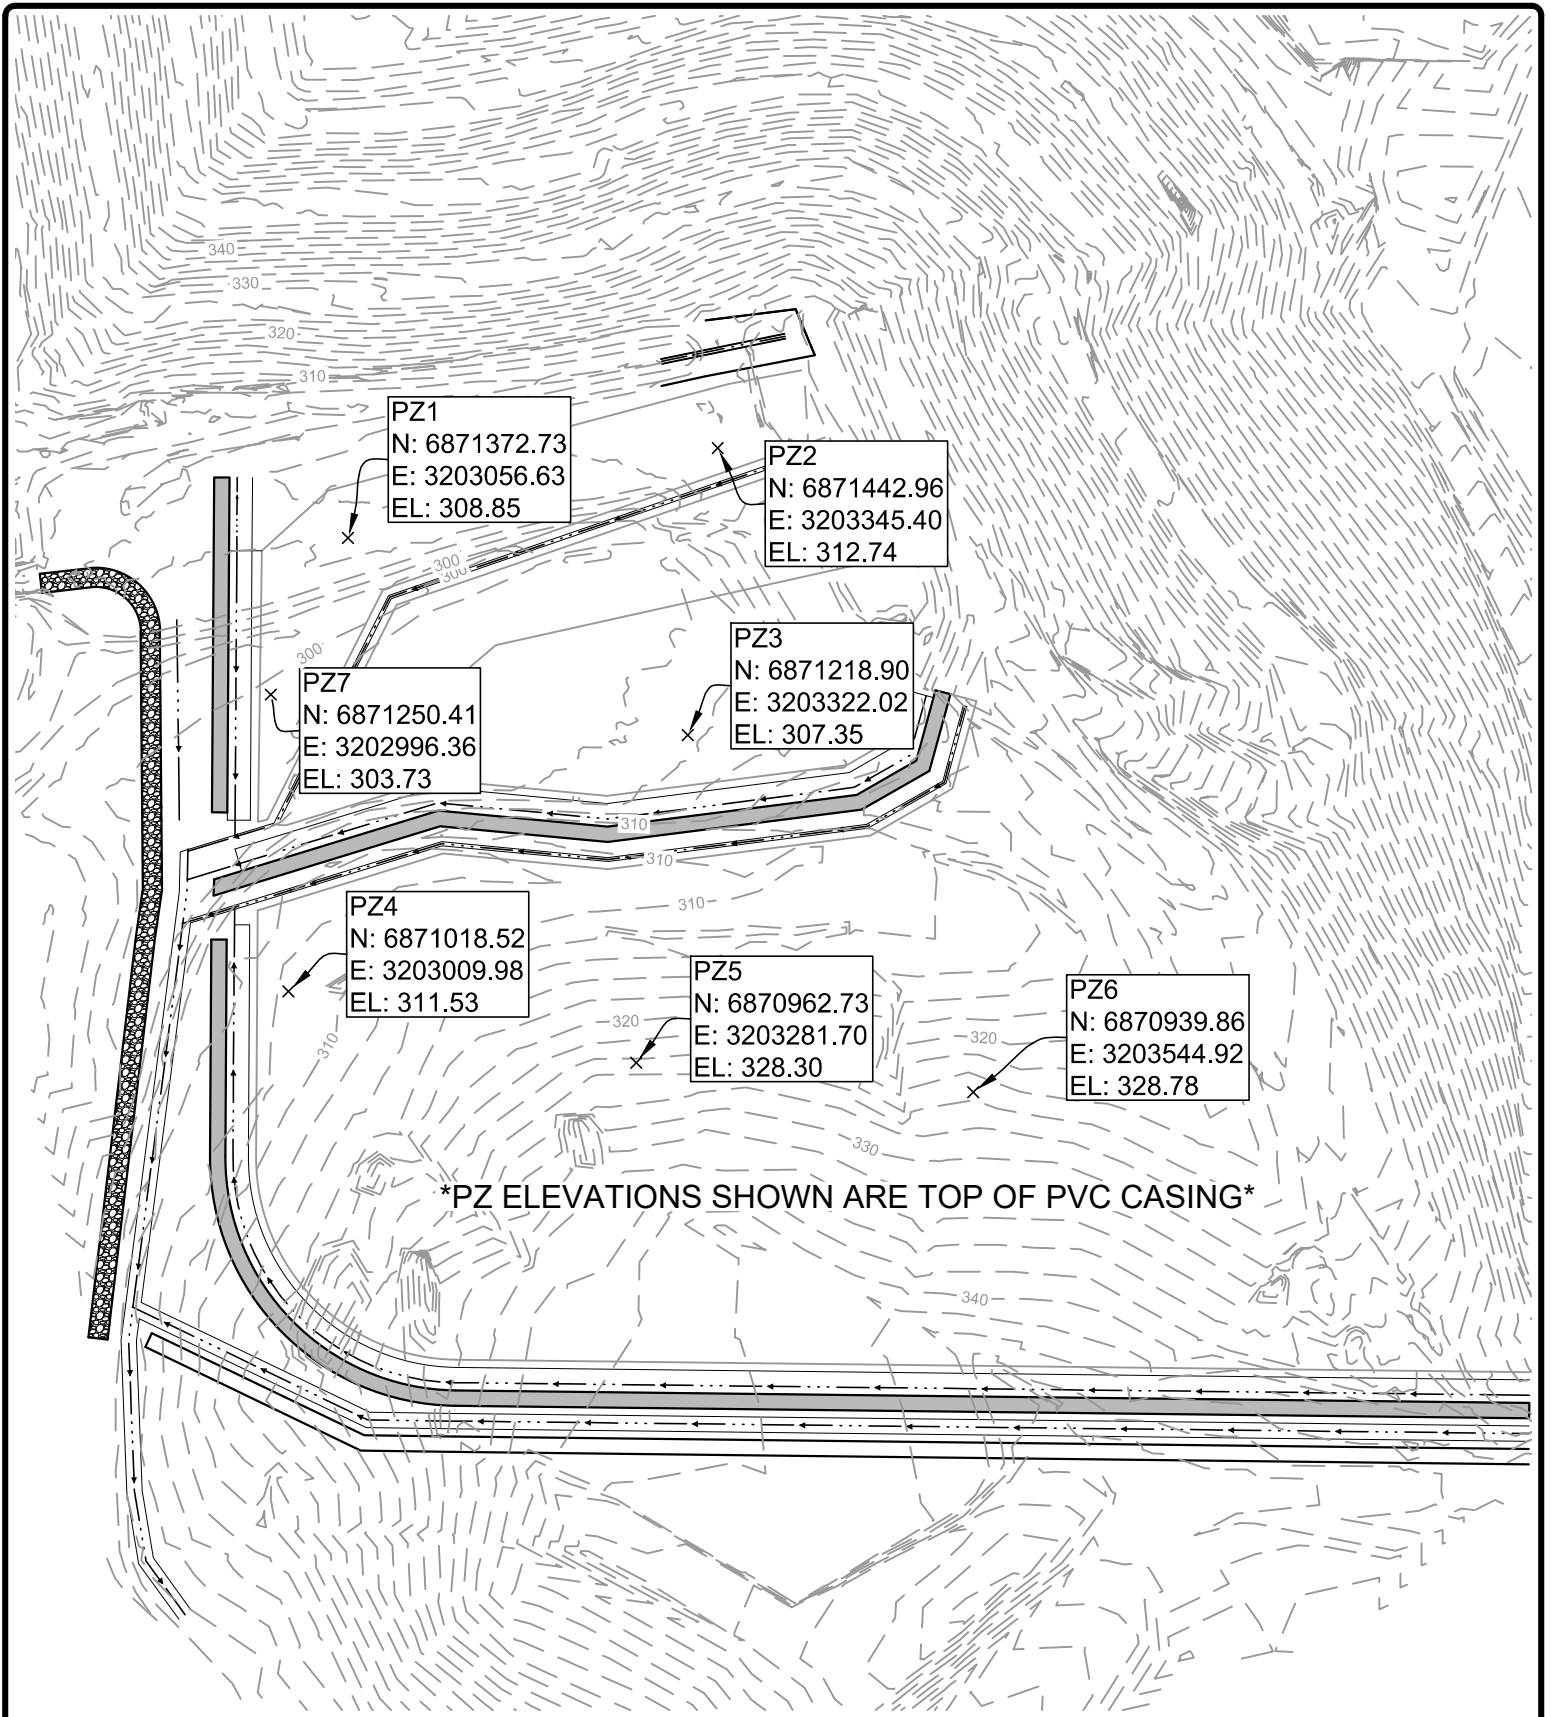 340
330
320
310
PZ1
N: 6871372.73
E: 3203056.63
EL: 308.85
PZ2
N: 6871442.96
E: 3203345.40
EL: 312.74
300
300
300
PZ3
N: 6871218.90
E: 3203322.02
EL: 307.35
PZ7
N: 6871250.41
E: 3202996.36
EL: 303.73
310
310
310
PZ4
N: 6871018.52
E: 3203009.98
EL: 311.53
PZ5
N: 6870962.73
E: 3203281.70
EL: 328.30
PZ6
N: 6870939.86
E: 3203544.92
EL: 328.78
310
320
320
330
*PZ ELEVATIONS SHOWN ARE TOP OF PVC CASING*
340